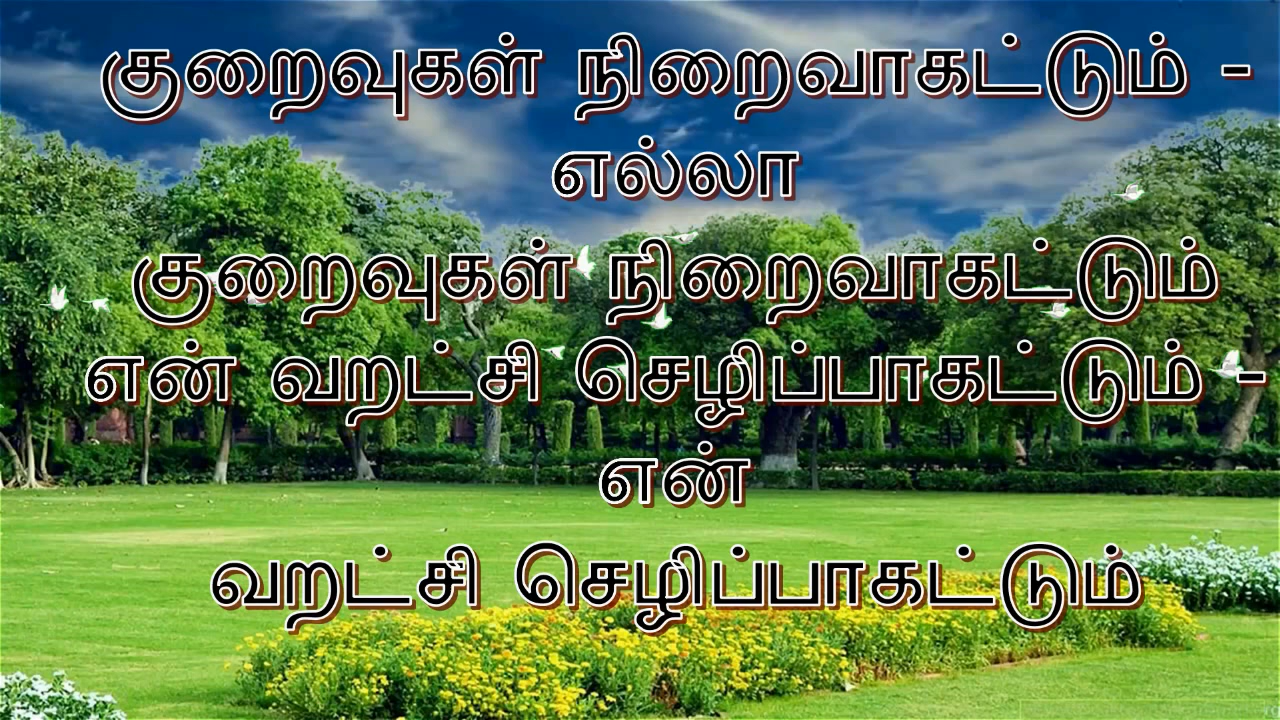 குறைவுகள் நிறைவாகட்டும் -
எல்லா
குறைவுகள் நிறைவாகட்டும்
என் வறட்சி செழிப்பாகட்டும் -
என்
வறட்சி செழிப்பாகட்டும்